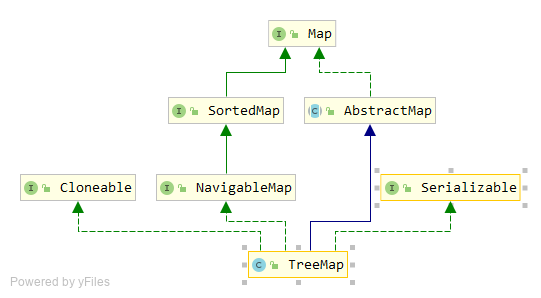 I Map
I SortedMap
C AbstractMap
I Cloneable
I NavigableMap
I Serializable
C TreeMap
Powered by yFiles